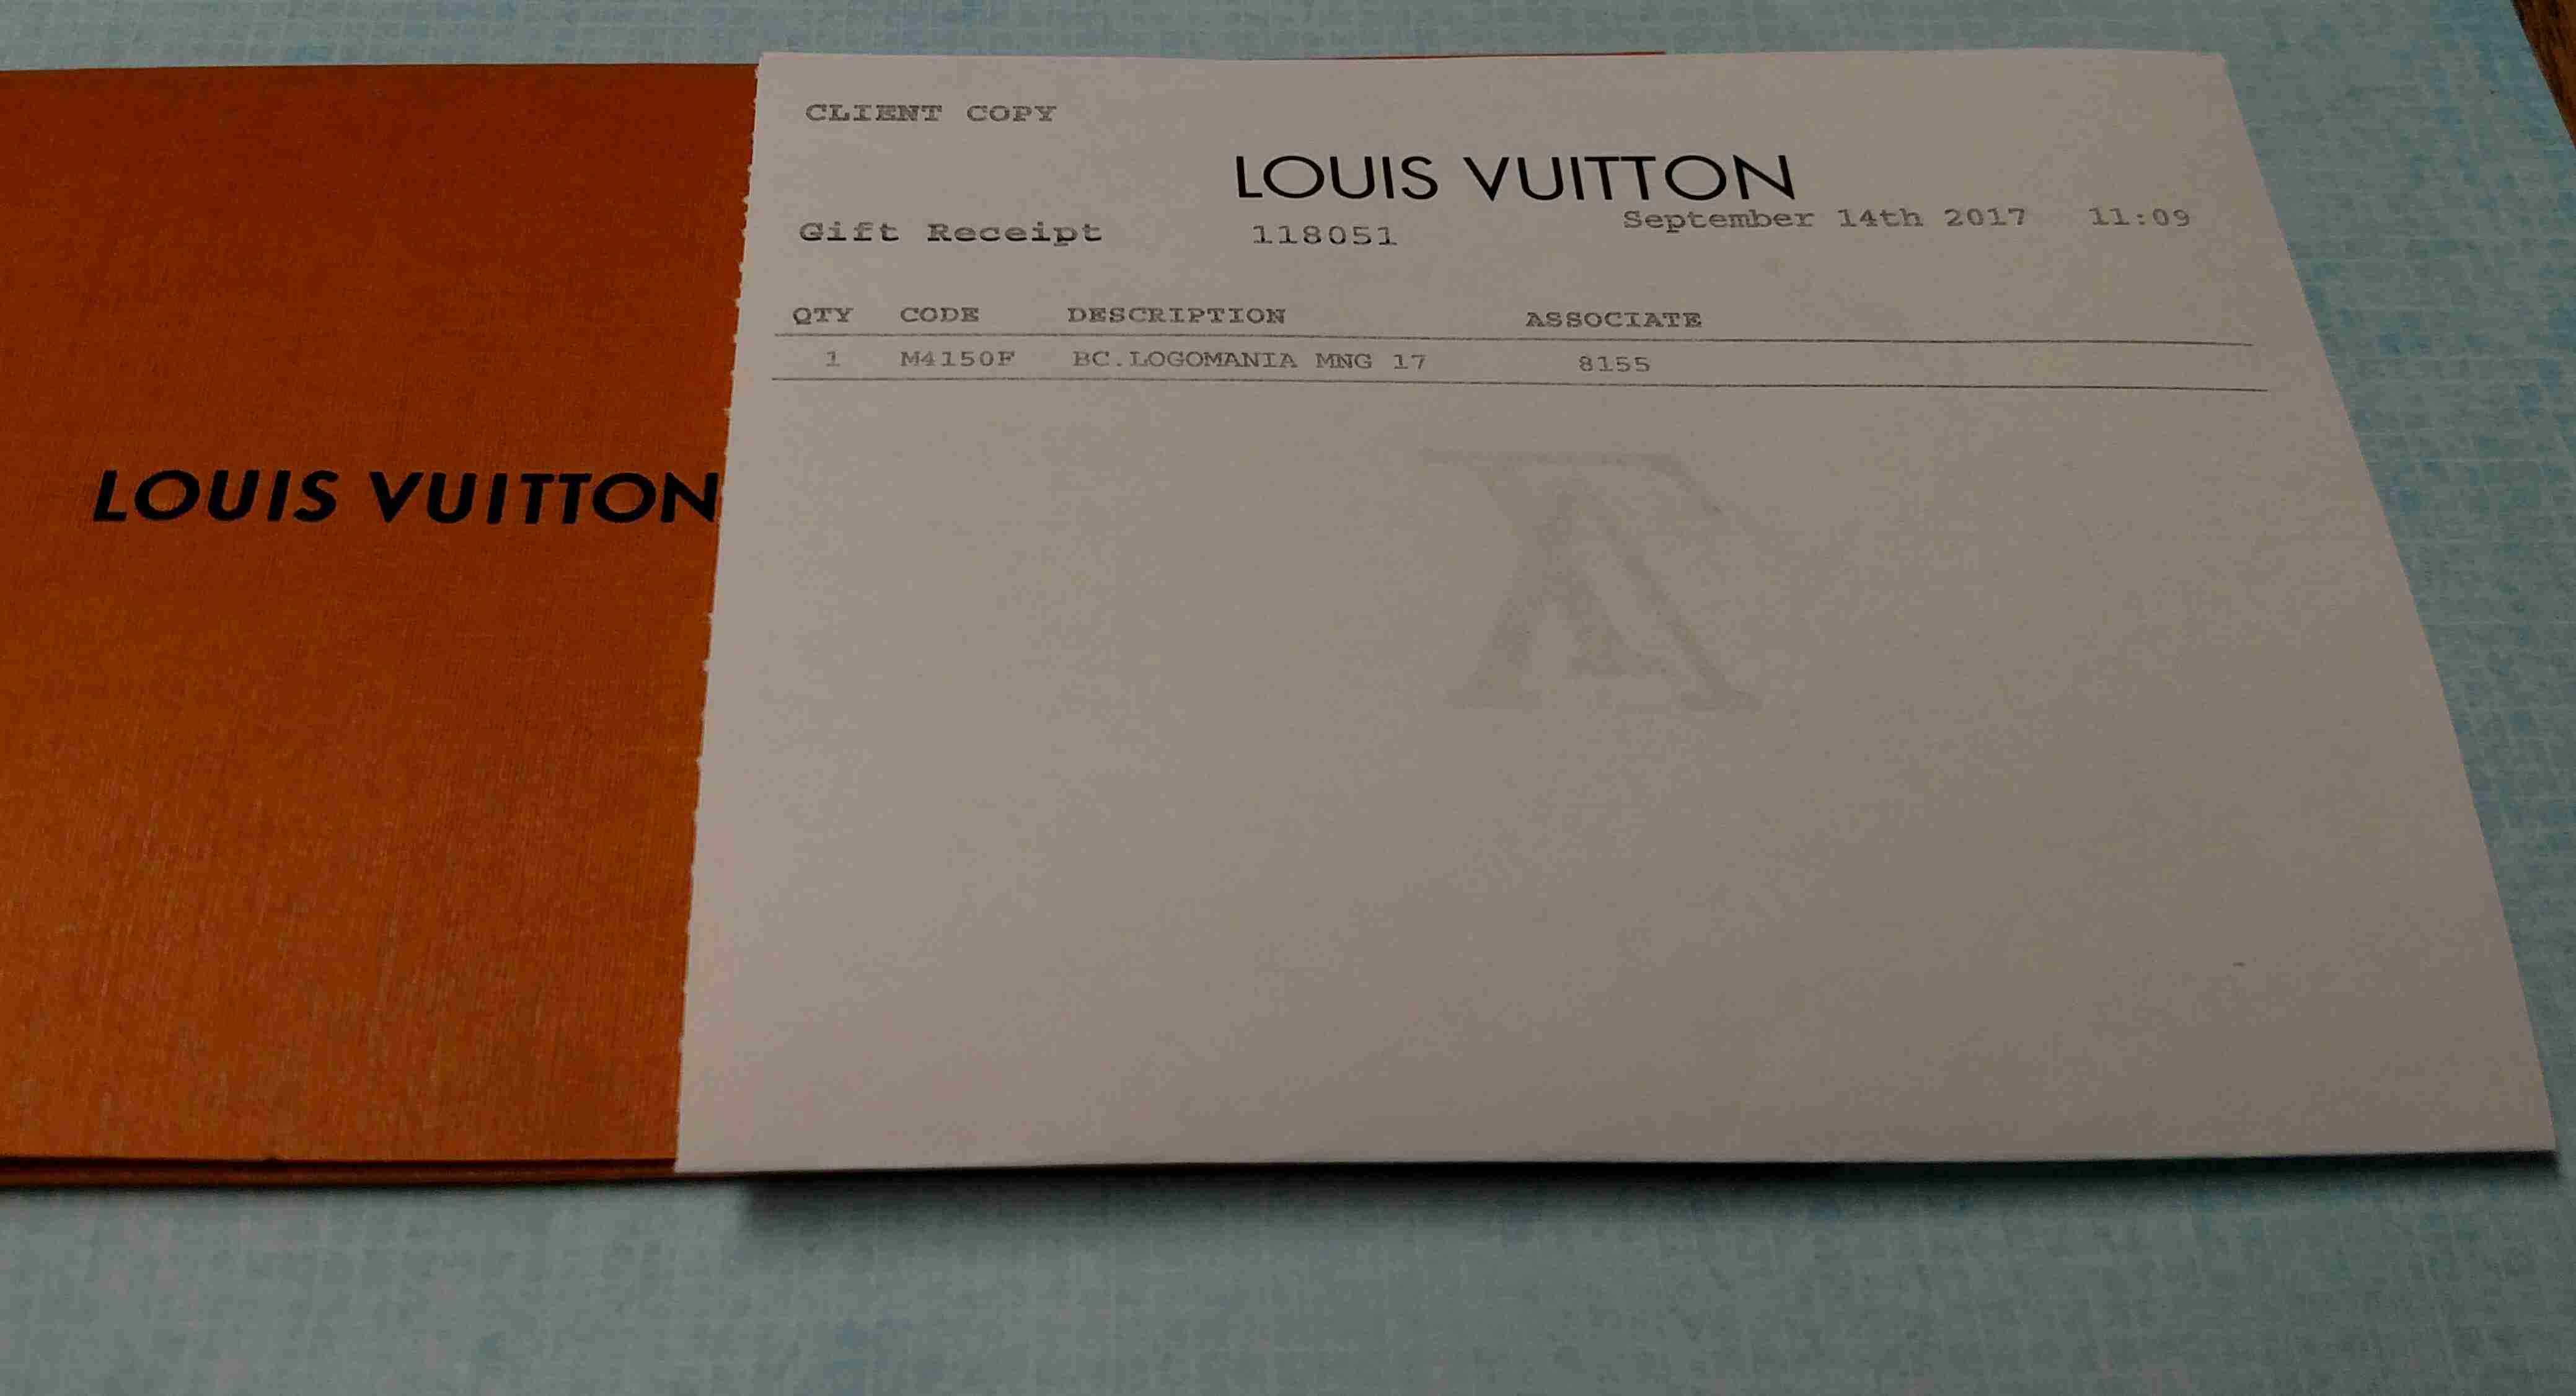 LOUIS VUITTON
CLIENT COPY
LOUIS VUITTON
Gift Receipt 118051 September 14th 2017 11:09
QTY CODE DESCRIPTION ASSOCIATE
1 M4150F BC.LOGOMANIA MNG 17 8155